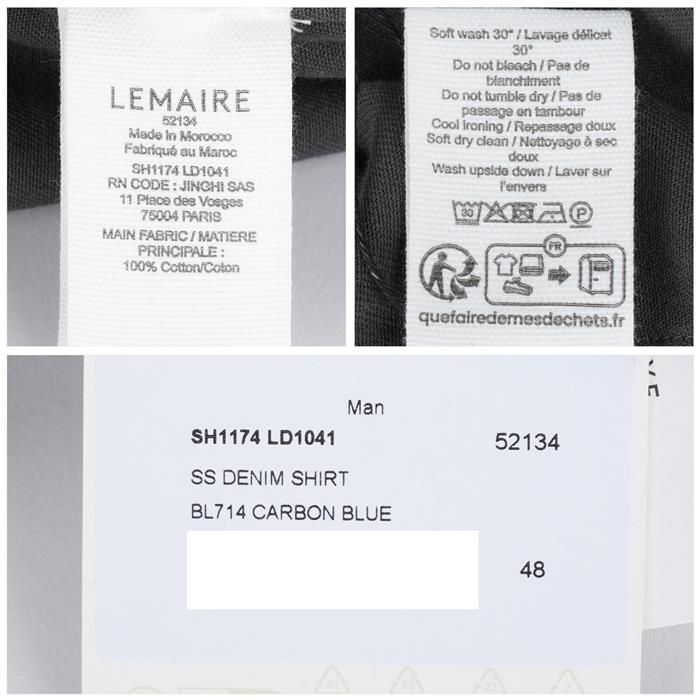 LEMAIRE
52134
Made in Morocco
Fabriqué au Maroc
SH1174 LD1041
RN CODE : JINGHI SAS
11 Place des Vosges
75004 PARIS
MAIN FABRIC / MATIERE
PRINCIPALE :
100% Cotton/Coton
Soft wash 30° / Lavage délicat
30°
Do not bleach / Pas de
blanchiment
Do not tumble dry / Pas de
passage en tambour
Cool ironing / Repassage doux
Soft dry clean / Nettoyage à sec
doux
Wash upside down / Laver sur
l'envers
30
P
FR
quefairedemesdechets.fr
Man
SH1174 LD1041 52134
SS DENIM SHIRT
BL714 CARBON BLUE
48